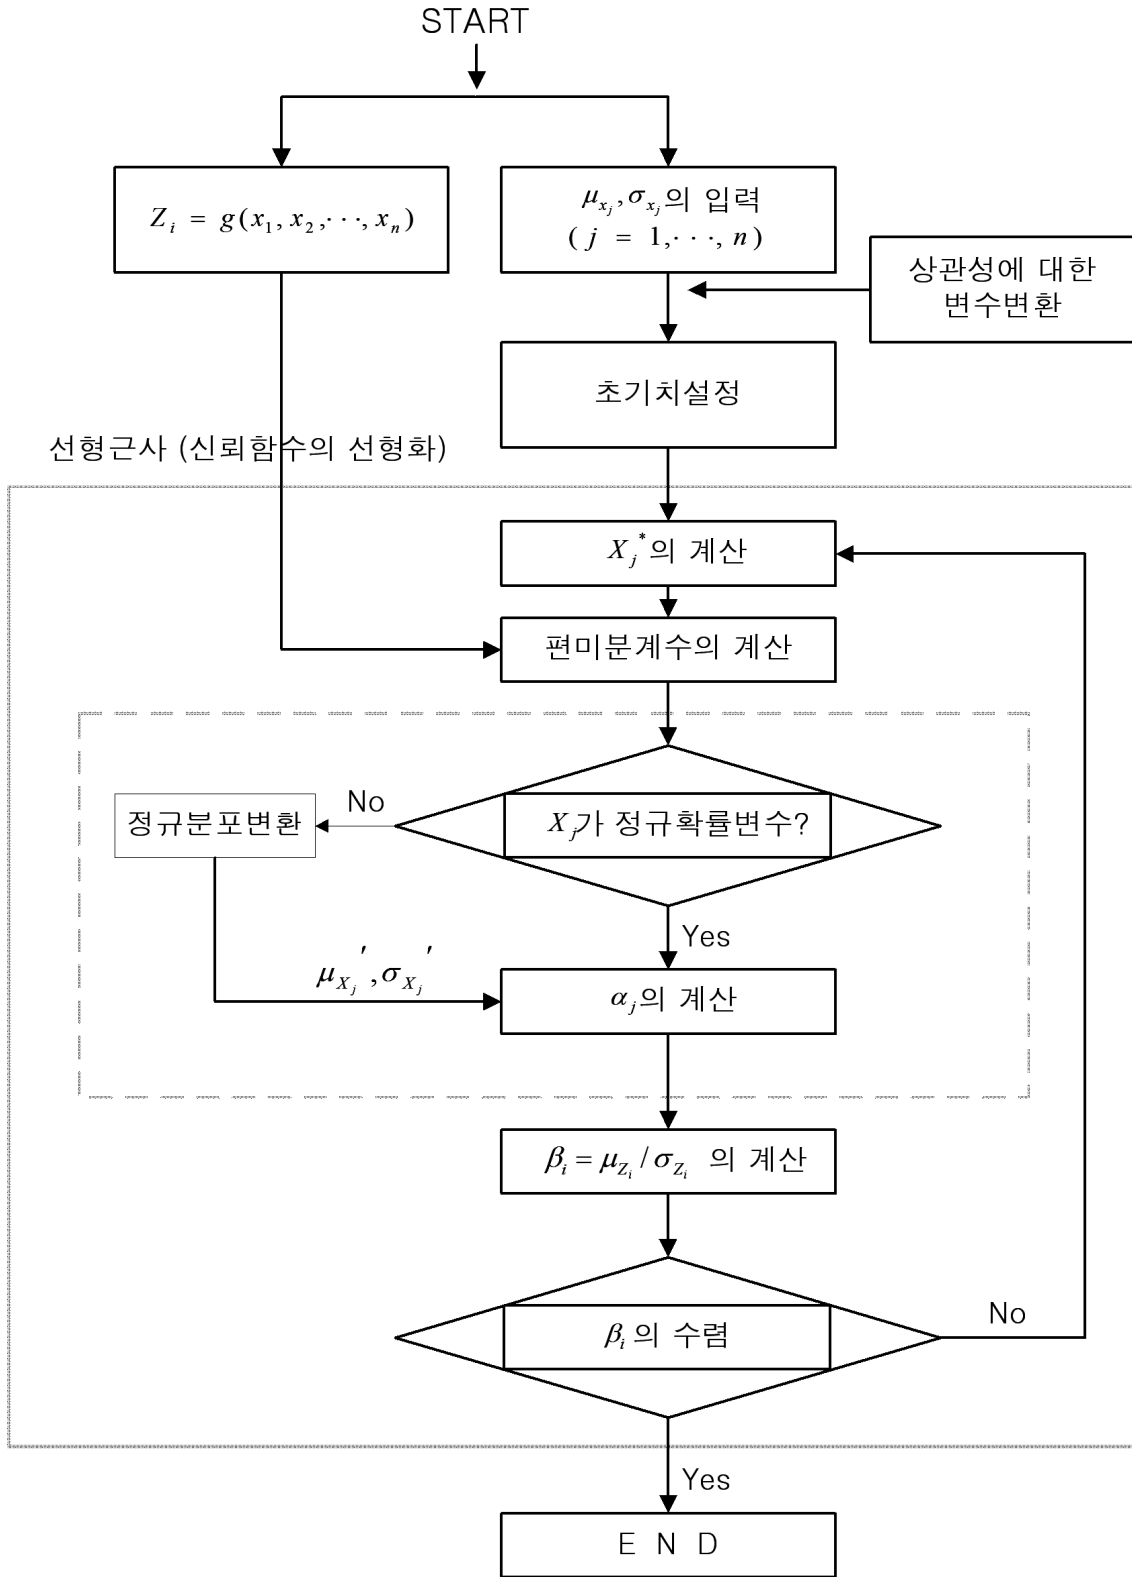 START
Z_i = g(x_1, x_2, ···, x_n)
μ_{x_j}, σ_{x_j}의 입력
( j = 1, ···, n )
상관성에 대한
변수변환
초기치설정
선형근사 (신뢰함수의 선형화)
X_j^*의 계산
편미분계수의 계산
X_j가 정규확률변수?
No
정규분포변환
Yes
μ_{X_j}′, σ_{X_j}′
α_j의 계산
β_i = μ_{Z_i} / σ_{Z_i} 의 계산
β_i 의 수렴
No
Yes
E N D